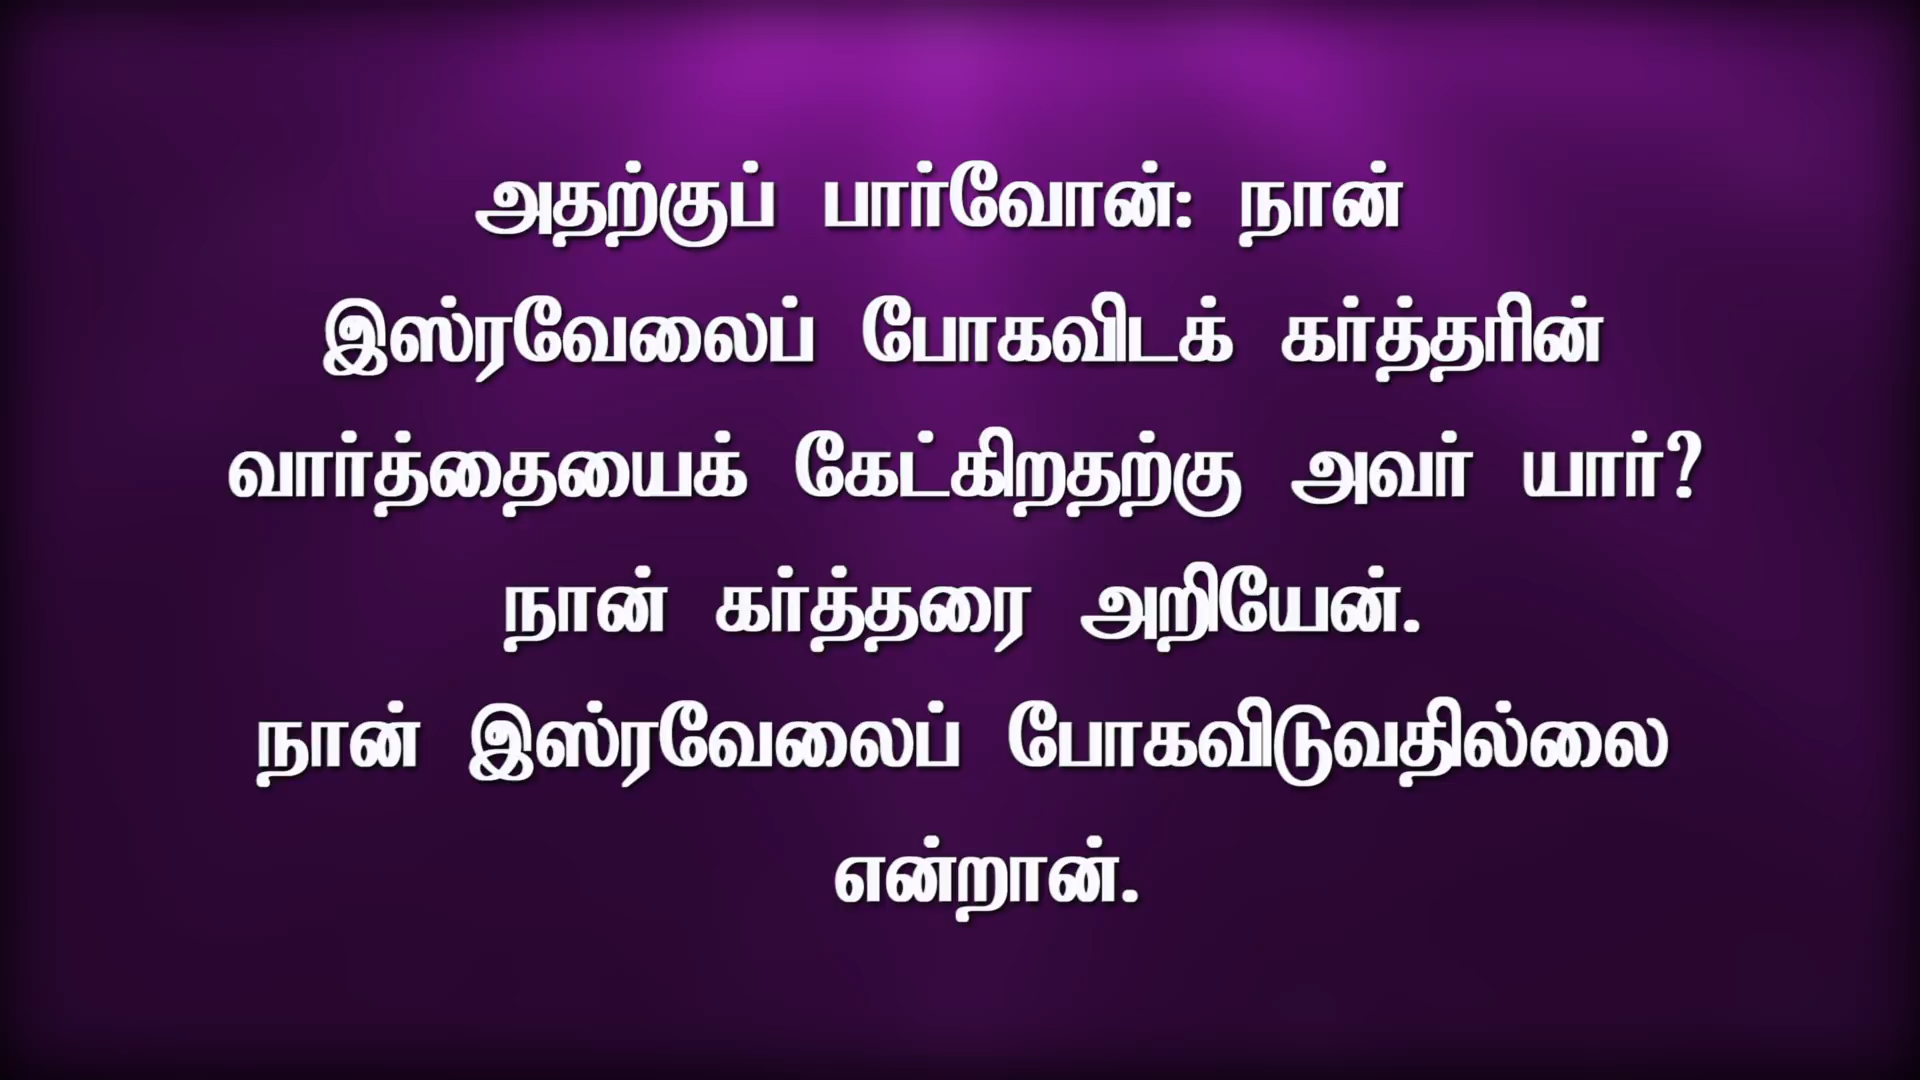 அதற்குப் பார்வோன்: நான்
இஸ்ரவேலைப் போகவிடக் கர்த்தரின்
வார்த்தையைக் கேட்கிறதற்கு அவர் யார்?
நான் கர்த்தரை அறியேன்.
நான் இஸ்ரவேலைப் போகவிடுவதில்லை
என்றான்.